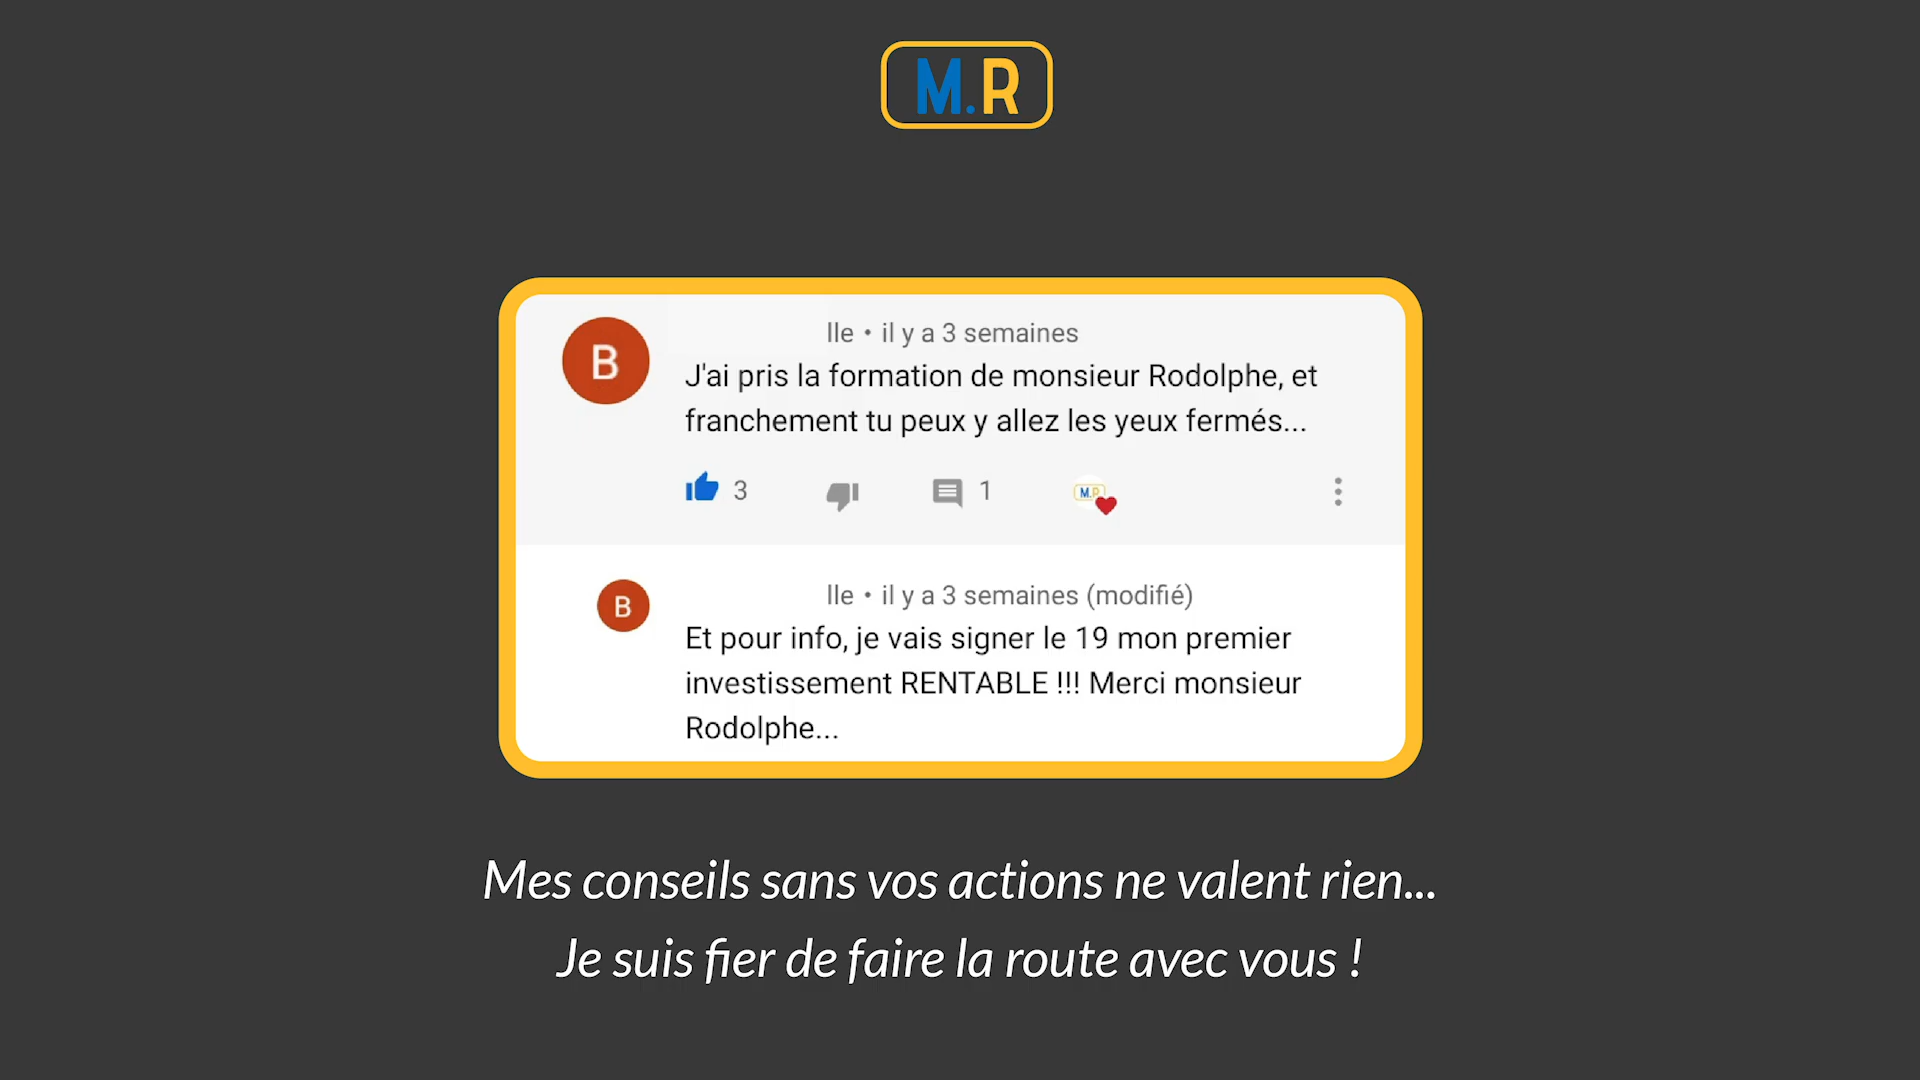 M.R
B
lle • il y a 3 semaines
J'ai pris la formation de monsieur Rodolphe, et
franchement tu peux y allez les yeux fermés...
3
1
M.R
B
lle • il y a 3 semaines (modifié)
Et pour info, je vais signer le 19 mon premier
investissement RENTABLE !!! Merci monsieur
Rodolphe...
Mes conseils sans vos actions ne valent rien...
Je suis fier de faire la route avec vous !